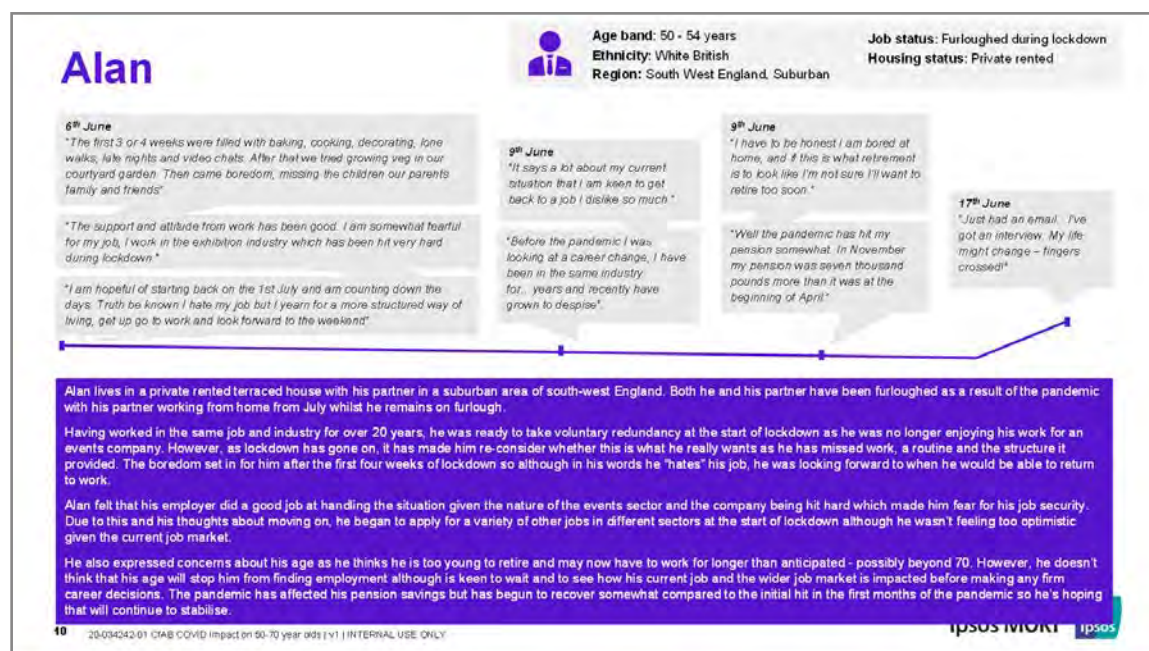 Alan
Age band: 50 - 54 years
Ethnicity: White British
Region: South West England, Suburban
Job status: Furloughed during lockdown
Housing status: Private rented
6th June
"The first 3 or 4 weeks were filled with baking, cooking, decorating, long
walks, late nights and video chats. After that we tried growing veg in our
courtyard garden. Then came boredom, missing the children our parents
family and friends"
"The support and attitude from work has been good. I am somewhat fearful
for my job, I work in the exhibition industry which has been hit very hard
during lockdown."
"I am hopeful of starting back on the 1st July and am counting down the
days. Truth be known I hate my job but I yearn for a more structured way of
living, get up go to work and look forward to the weekend"
9th June
"It says a lot about my current
situation that I am keen to get
back to a job I dislike so much."
"Before the pandemic I was
looking at a career change, I have
been in the same industry
for... years and recently have
grown to despise".
9th June
"I have to be honest I am bored at
home, and if this is what retirement
is to look like I'm not sure I'll want to
retire too soon."
"Well the pandemic has hit my
pension somewhat. In November
my pension was seven thousand
pounds more than it was at the
beginning of April."
17th June
"Just had an email... I've
got an interview. My life
might change – fingers
crossed!"
Alan lives in a private rented terraced house with his partner in a suburban area of south-west England. Both he and his partner have been furloughed as a result of the pandemic
with his partner working from home from July whilst he remains on furlough.
Having worked in the same job and industry for over 20 years, he was ready to take voluntary redundancy at the start of lockdown as he was no longer enjoying his work for an
events company. However, as lockdown has gone on, it has made him re-consider whether this is what he really wants as he has missed work, a routine and the structure it
provided. The boredom set in for him after the first four weeks of lockdown so although in his words he "hates" his job, he was looking forward to when he would be able to return
to work.
Alan felt that his employer did a good job at handling the situation given the nature of the events sector and the company being hit hard which made him fear for his job security.
Due to this and his thoughts about moving on, he began to apply for a variety of other jobs in different sectors at the start of lockdown although he wasn't feeling too optimistic
given the current job market.
He also expressed concerns about his age as he thinks he is too young to retire and may now have to work for longer than anticipated - possibly beyond 70. However, he doesn't
think that his age will stop him from finding employment although is keen to wait and to see how his current job and the wider job market is impacted before making any firm
career decisions. The pandemic has affected his pension savings but has begun to recover somewhat compared to the initial hit in the first months of the pandemic so he's hoping
that will continue to stabilise.
10 20-034242-01 CfAB COVID Impact on 50-70 year olds | v1 | INTERNAL USE ONLY
Ipsos MORI Ipsos